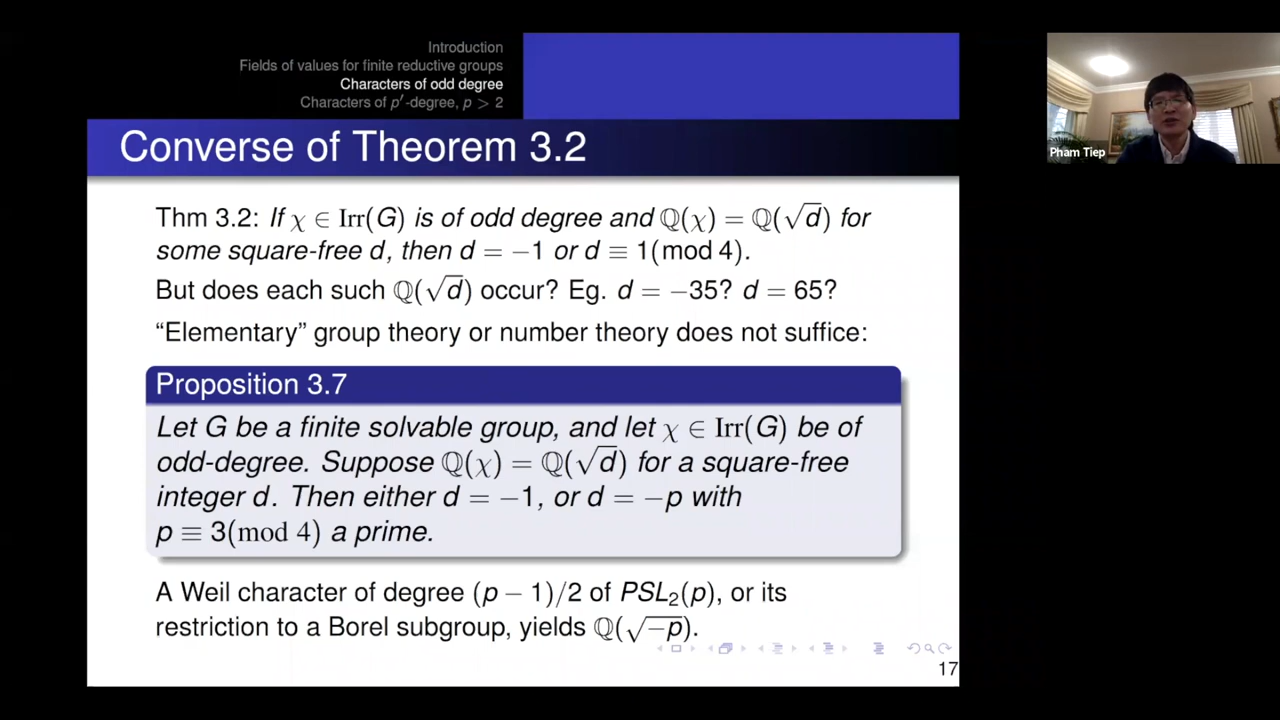 Introduction
Fields of values for finite reductive groups
Characters of odd degree
Characters of p′-degree, p > 2
Converse of Theorem 3.2
Thm 3.2: If χ ∈ Irr(G) is of odd degree and ℚ(χ) = ℚ(√d) for
some square-free d, then d = −1 or d ≡ 1(mod 4).
But does each such ℚ(√d) occur? Eg. d = −35? d = 65?
“Elementary” group theory or number theory does not suffice:
Proposition 3.7
Let G be a finite solvable group, and let χ ∈ Irr(G) be of
odd-degree. Suppose ℚ(χ) = ℚ(√d) for a square-free
integer d. Then either d = −1, or d = −p with
p ≡ 3(mod 4) a prime.
A Weil character of degree (p − 1)/2 of PSL₂(p), or its
restriction to a Borel subgroup, yields ℚ(√−p).
17
Pham Tiep